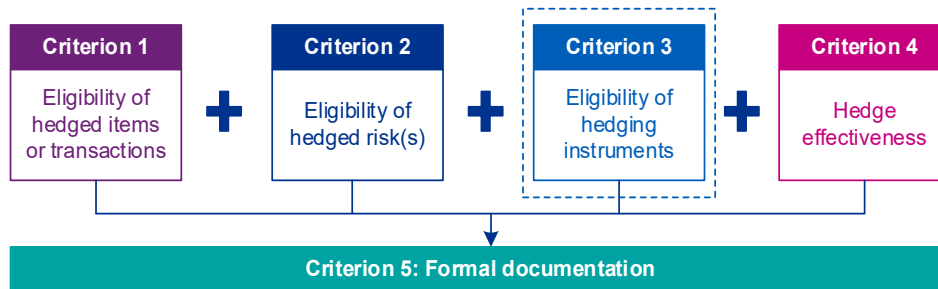 Criterion 1
Eligibility of
hedged items
or transactions
Criterion 2
Eligibility of
hedged risk(s)
Criterion 3
Eligibility of
hedging
instruments
Criterion 4
Hedge
effectiveness
Criterion 5: Formal documentation